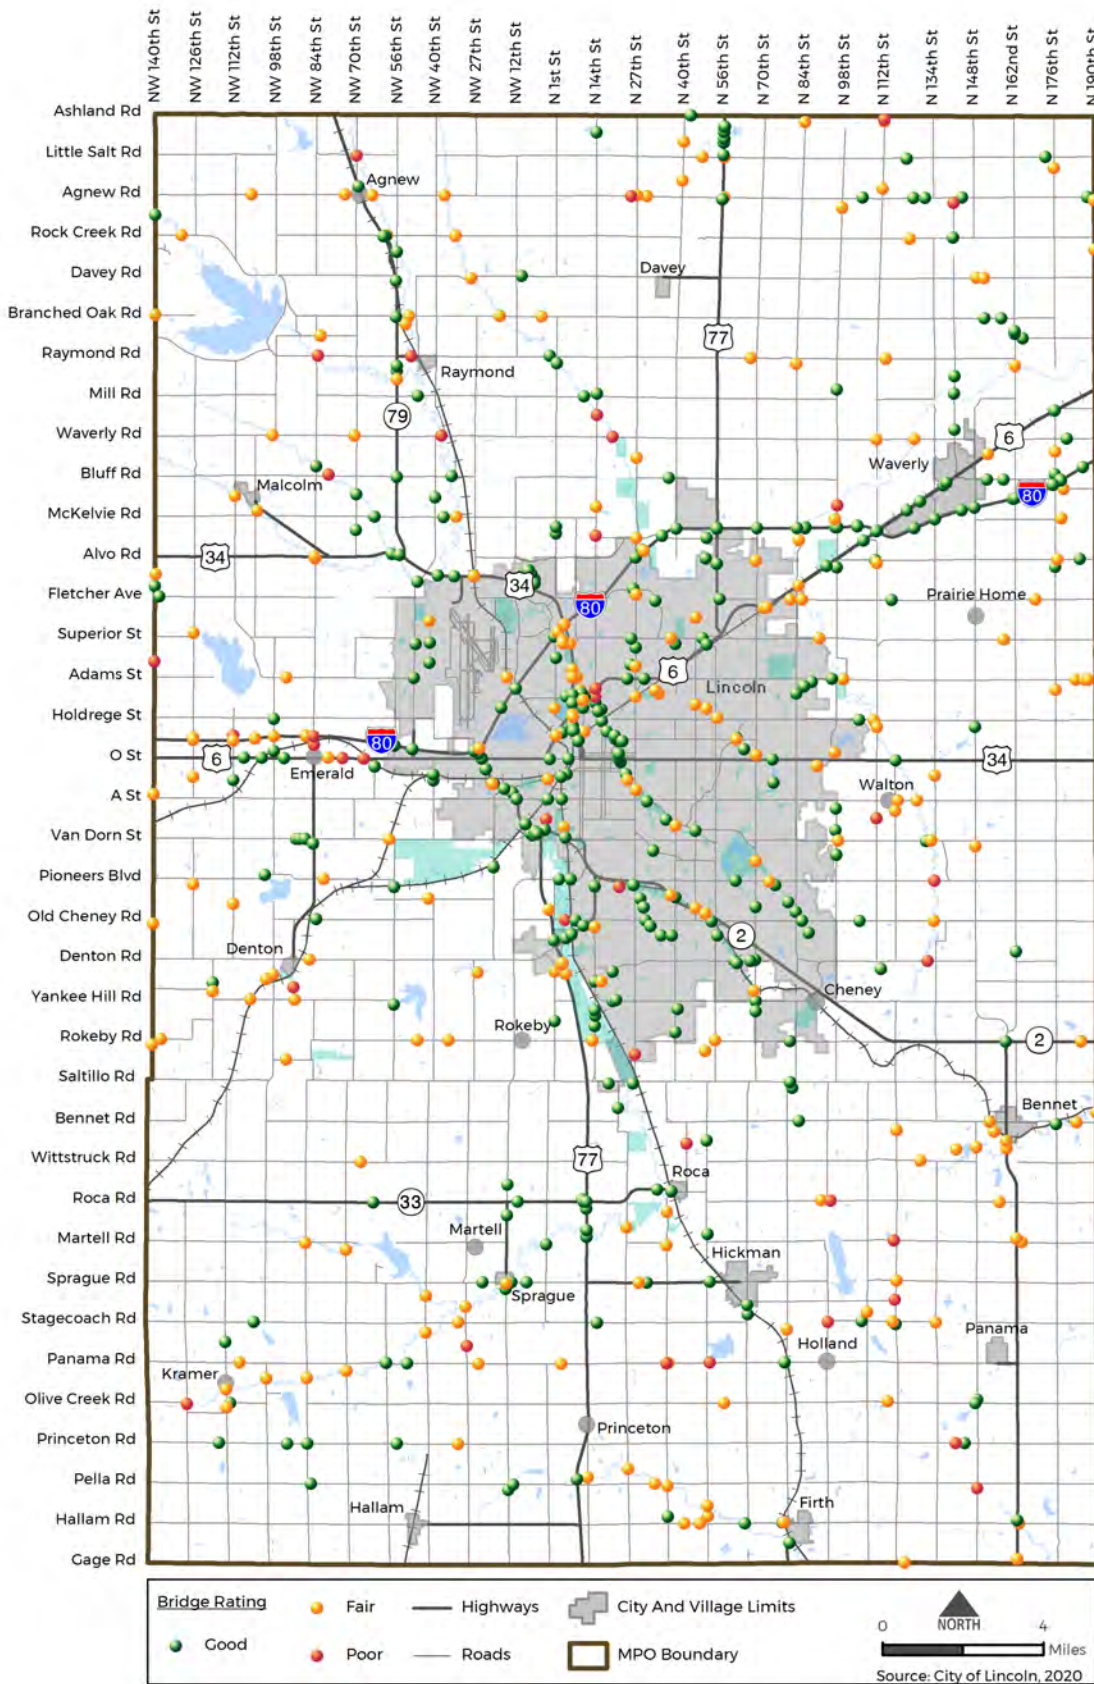 NW 140th St
NW 126th St
NW 112th St
NW 98th St
NW 84th St
NW 70th St
NW 56th St
NW 40th St
NW 27th St
NW 12th St
N 1st St
N 14th St
N 27th St
N 40th St
N 56th St
N 70th St
N 84th St
N 98th St
N 112th St
N 134th St
N 148th St
N 162nd St
N 176th St
N 190th St
Ashland Rd
Little Salt Rd
Agnew Rd
Rock Creek Rd
Davey Rd
Branched Oak Rd
Raymond Rd
Mill Rd
Waverly Rd
Bluff Rd
McKelvie Rd
Alvo Rd
Fletcher Ave
Superior St
Adams St
Holdrege St
O St
A St
Van Dorn St
Pioneers Blvd
Old Cheney Rd
Denton Rd
Yankee Hill Rd
Rokeby Rd
Saltillo Rd
Bennet Rd
Wittstruck Rd
Roca Rd
Martell Rd
Sprague Rd
Stagecoach Rd
Panama Rd
Olive Creek Rd
Princeton Rd
Pella Rd
Hallam Rd
Gage Rd
Agnew
Davey
77
Raymond
79
6
Waverly
Malcolm
80
34
34
80
Prairie Home
6
Lincoln
80
6
Emerald
34
Walton
2
Denton
Cheney
Rokeby
2
Bennet
77
Roca
33
Martell
Hickman
Sprague
Holland
Panama
Kramer
Princeton
Hallam
Firth
Bridge Rating
Good
Fair
Poor
Highways
Roads
City And Village Limits
MPO Boundary
NORTH
0 4
Miles
Source: City of Lincoln, 2020